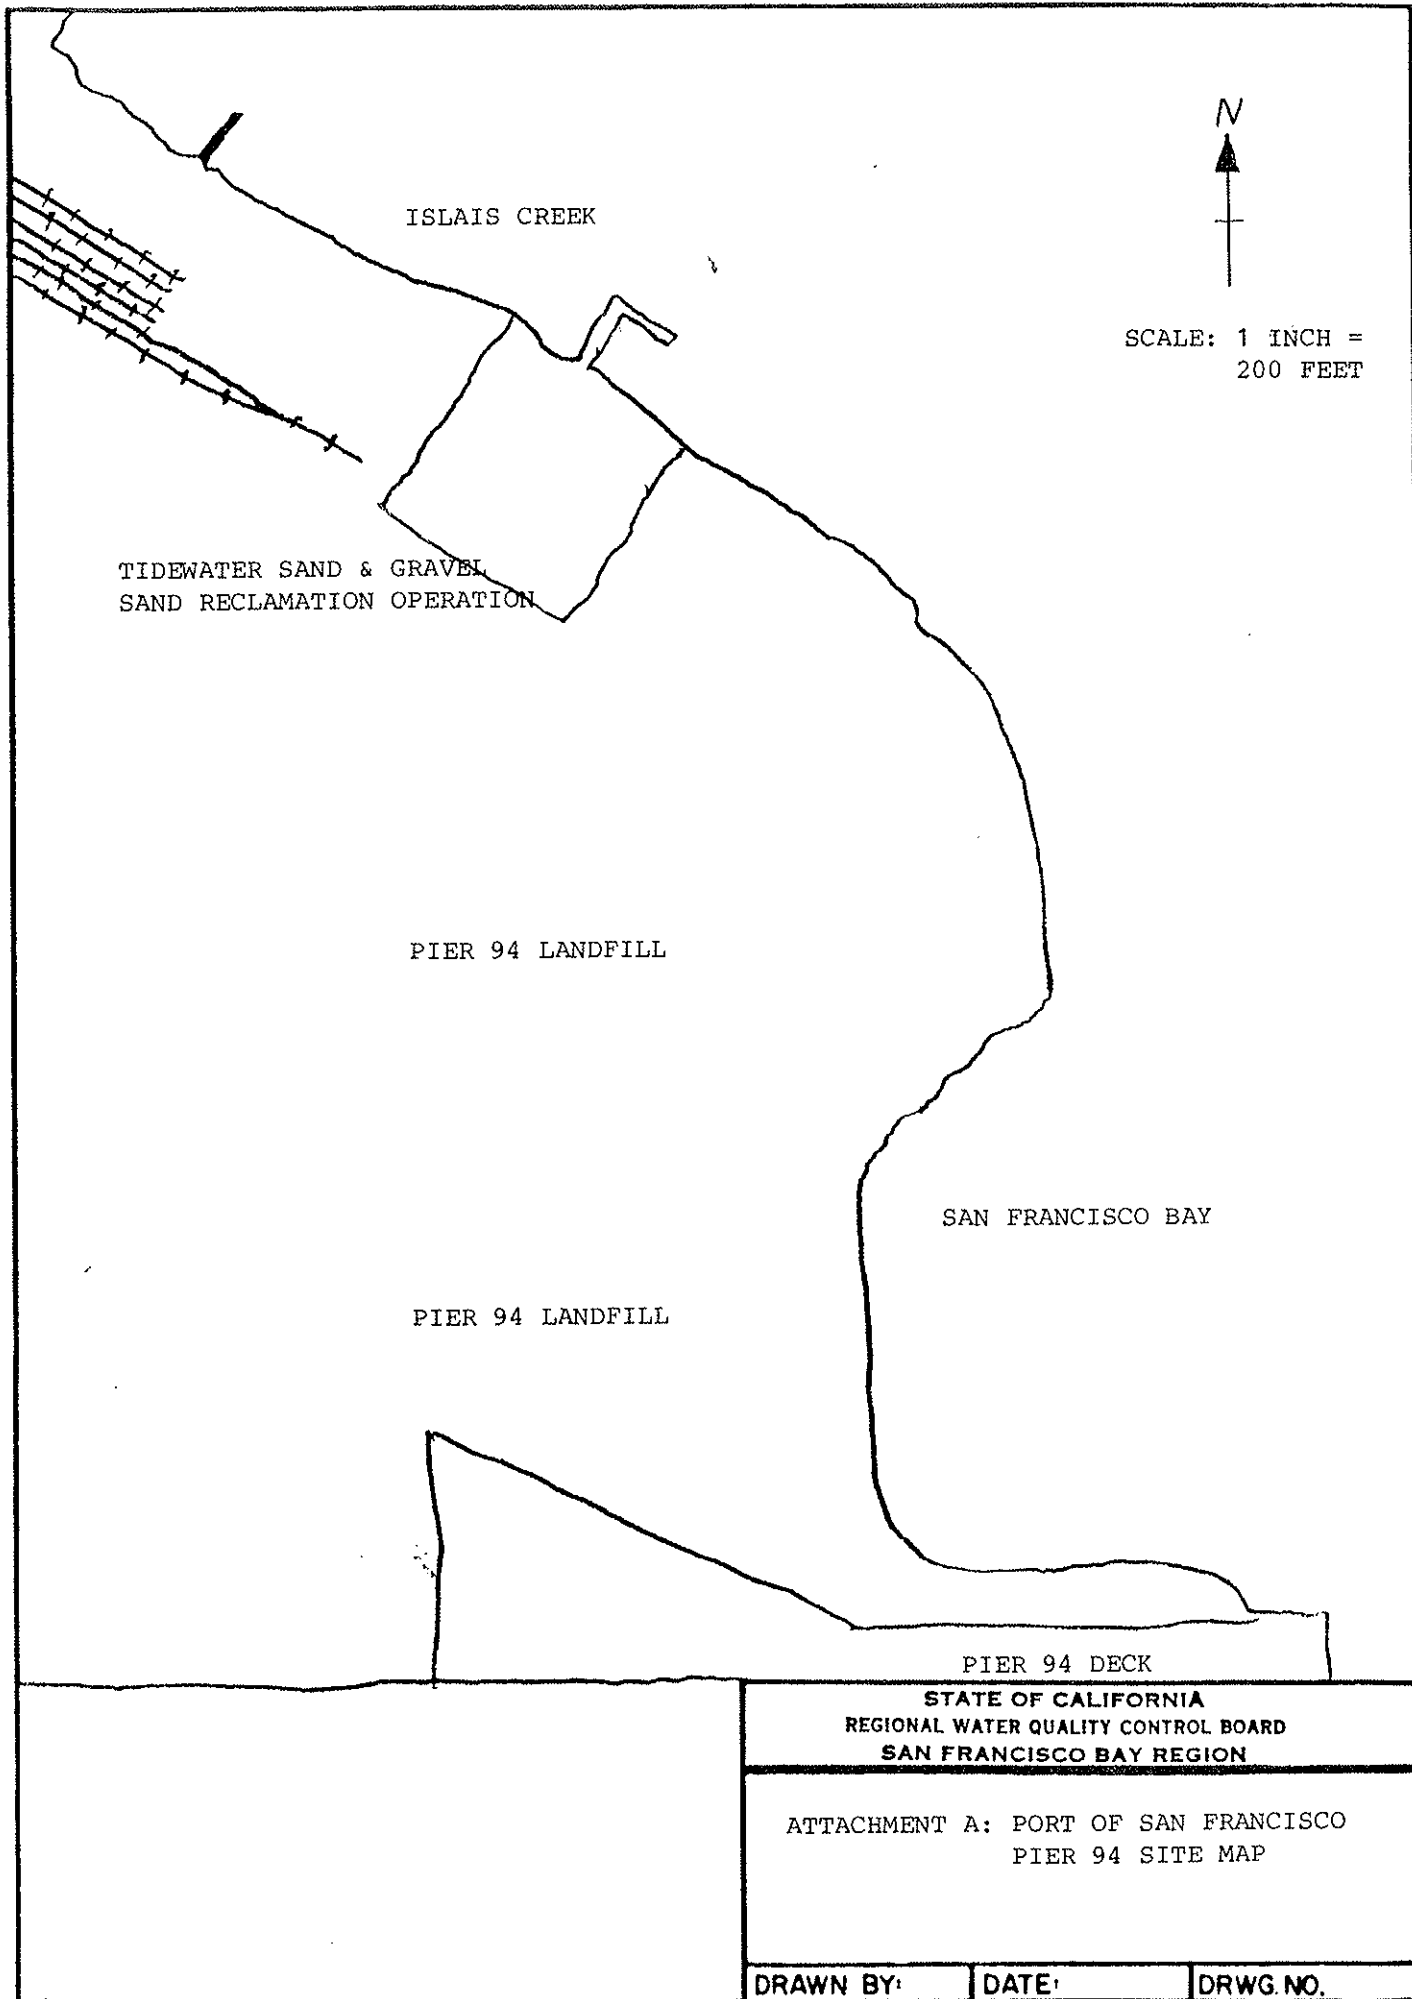 N
ISLAIS CREEK
SCALE: 1 INCH =
200 FEET
TIDEWATER SAND & GRAVEL
SAND RECLAMATION OPERATION
PIER 94 LANDFILL
SAN FRANCISCO BAY
PIER 94 LANDFILL
PIER 94 DECK
STATE OF CALIFORNIA
REGIONAL WATER QUALITY CONTROL BOARD
SAN FRANCISCO BAY REGION
ATTACHMENT A: PORT OF SAN FRANCISCO
PIER 94 SITE MAP
DRAWN BY: DATE: DRWG. NO.